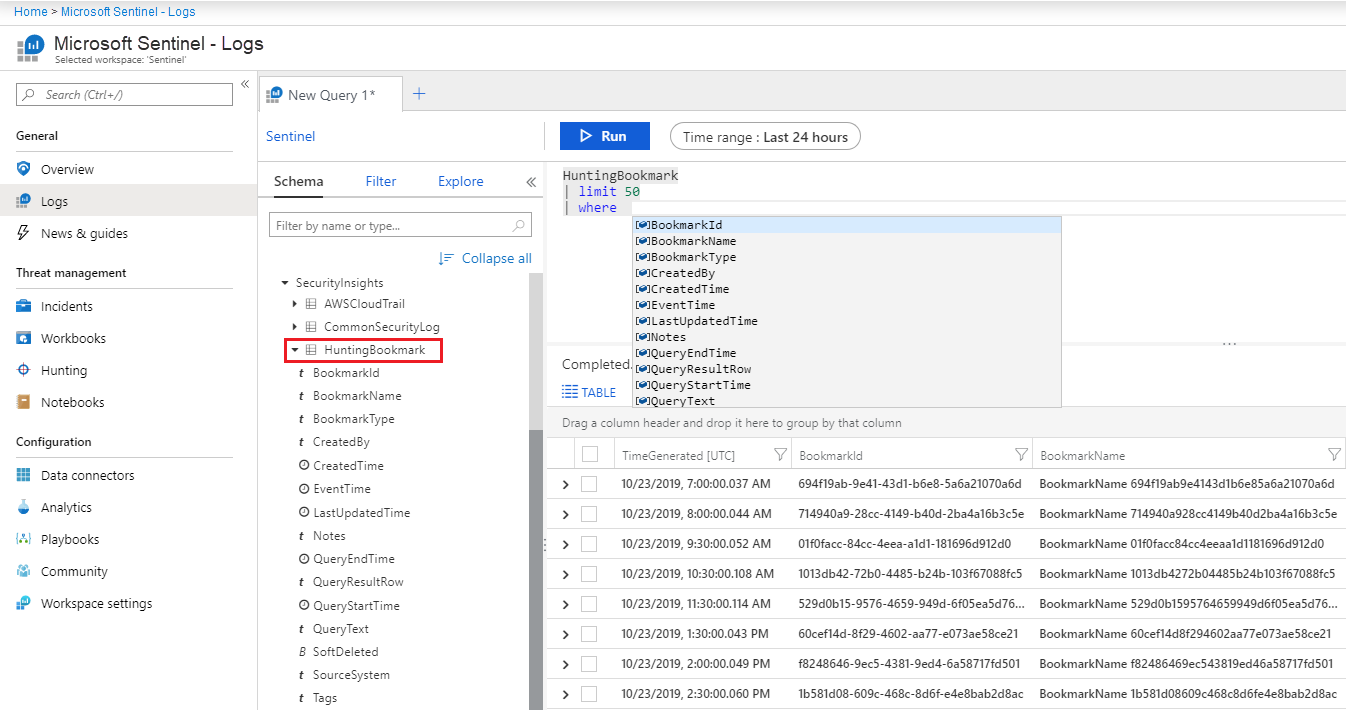 Home > Microsoft Sentinel - Logs
Microsoft Sentinel - Logs
Selected workspace: 'Sentinel'
Search (Ctrl+/)
«
General
Overview
Logs
News & guides
Threat management
Incidents
Workbooks
Hunting
Notebooks
Configuration
Data connectors
Analytics
Playbooks
Community
Workspace settings
New Query 1*
+
Sentinel
Run
Time range : Last 24 hours
Schema
Filter
Explore
«
Filter by name or type...
Collapse all
SecurityInsights
AWSCloudTrail
CommonSecurityLog
HuntingBookmark
t BookmarkId
t BookmarkName
t BookmarkType
t CreatedBy
CreatedTime
EventTime
LastUpdatedTime
t Notes
QueryEndTime
t QueryResultRow
QueryStartTime
t QueryText
B SoftDeleted
t SourceSystem
t Tags
HuntingBookmark
| limit 50
| where
BookmarkId
BookmarkName
BookmarkType
CreatedBy
CreatedTime
EventTime
LastUpdatedTime
Notes
QueryEndTime
QueryResultRow
QueryStartTime
QueryText
...
Completed.
TABLE
Drag a column header and drop it here to group by that column
TimeGenerated [UTC] BookmarkId BookmarkName
10/23/2019, 7:00:00.037 AM 694f19ab-9e41-43d1-b6e8-5a6a21070a6d BookmarkName 694f19ab9e4143d1b6e85a6a21070a6d
10/23/2019, 8:00:00.044 AM 714940a9-28cc-4149-b40d-2ba4a16b3c5e BookmarkName 714940a928cc4149b40d2ba4a16b3c5e
10/23/2019, 9:30:00.052 AM 01f0facc-84cc-4eea-a1d1-181696d912d0 BookmarkName 01f0facc84cc4eeaa1d1181696d912d0
10/23/2019, 10:30:00.108 AM 1013db42-72b0-4485-b24b-103f67088fc5 BookmarkName 1013db4272b04485b24b103f67088fc5
10/23/2019, 11:30:00.114 AM 529d0b15-9576-4659-949d-6f05ea5d76... BookmarkName 529d0b1595764659949d6f05ea5d76...
10/23/2019, 1:30:00.043 PM 60cef14d-8f29-4602-aa77-e073ae58ce21 BookmarkName 60cef14d8f294602aa77e073ae58ce21
10/23/2019, 2:00:00.049 PM f8248646-9ec5-4381-9ed4-6a58717fd501 BookmarkName f82486469ec543819ed46a58717fd501
10/23/2019, 2:30:00.060 PM 1b581d08-609c-468c-8d6f-e4e8bab2d8ac BookmarkName 1b581d08609c468c8d6fe4e8bab2d8ac